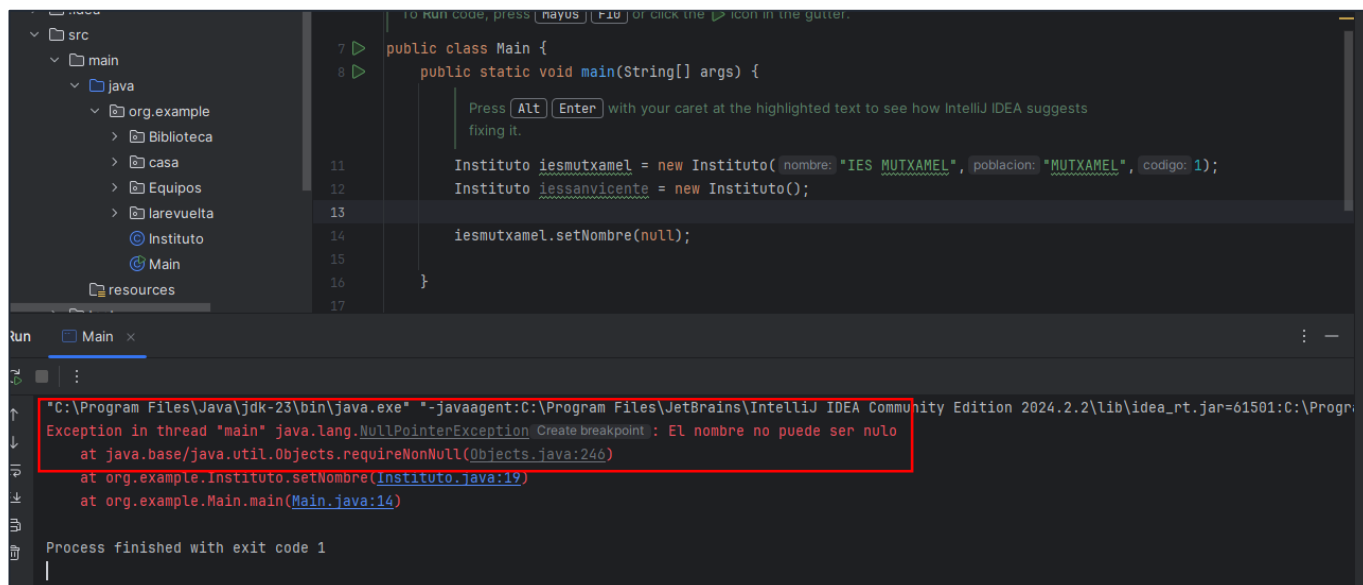 To Run code, press Mayus F10 or click the icon in the gutter.
src
main
java
org.example
Biblioteca
casa
Equipos
larevuelta
Instituto
Main
resources
7 public class Main {
8 public static void main(String[] args) {
Press Alt Enter with your caret at the highlighted text to see how IntelliJ IDEA suggests
fixing it.
11 Instituto iesmutxamel = new Instituto( nombre: "IES MUTXAMEL", poblacion: "MUTXAMEL", codigo: 1);
12 Instituto iessanvicente = new Instituto();
13
14 iesmutxamel.setNombre(null);
15
16 }
17
Run Main
"C:\Program Files\Java\jdk-23\bin\java.exe" "-javaagent:C:\Program Files\JetBrains\IntelliJ IDEA Community Edition 2024.2.2\lib\idea_rt.jar=61501:C:\Progr
Exception in thread "main" java.lang.NullPointerException Create breakpoint : El nombre no puede ser nulo
at java.base/java.util.Objects.requireNonNull(Objects.java:246)
at org.example.Instituto.setNombre(Instituto.java:19)
at org.example.Main.main(Main.java:14)
Process finished with exit code 1